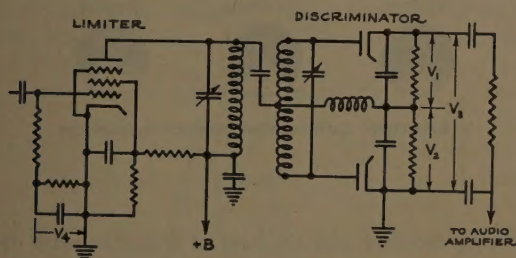 LIMITER
DISCRIMINATOR
V1
V2
V3
V4
+B
TO AUDIO
AMPLIFIER